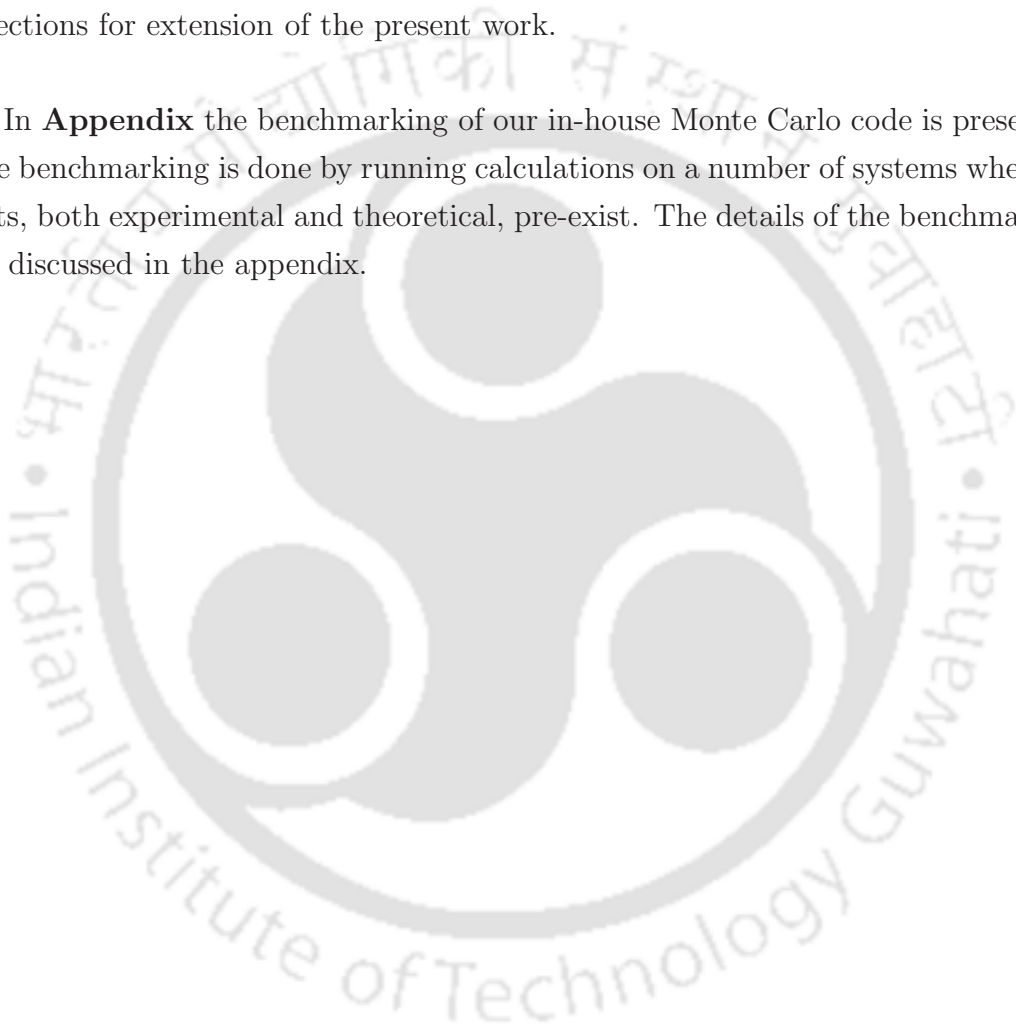 ections for extension of the present work.
In Appendix the benchmarking of our in-house Monte Carlo code is prese
e benchmarking is done by running calculations on a number of systems whe
ts, both experimental and theoretical, pre-exist. The details of the benchma
discussed in the appendix.
भारतीय प्रौद्योगिकी संस्थान गुवाहाटी
• Indian Institute of Technology Guwahati •